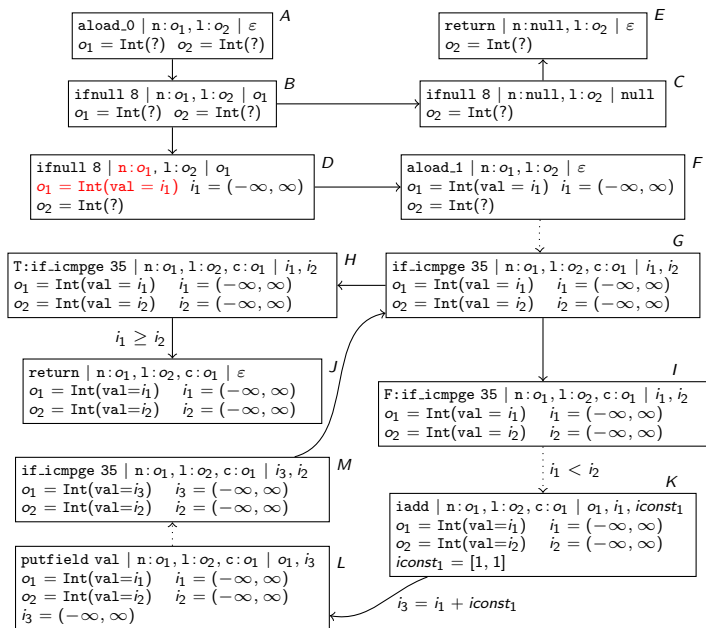 A
aload_0 | n:o₁, l:o₂ | ε
o₁ = Int(?) o₂ = Int(?)
E
return | n:null, l:o₂ | ε
o₂ = Int(?)
B
ifnull 8 | n:o₁, l:o₂ | o₁
o₁ = Int(?) o₂ = Int(?)
C
ifnull 8 | n:null, l:o₂ | null
o₂ = Int(?)
D
ifnull 8 | n:o₁, l:o₂ | o₁
o₁ = Int(val = i₁) i₁ = (−∞, ∞)
o₂ = Int(?)
F
aload_1 | n:o₁, l:o₂ | ε
o₁ = Int(val = i₁) i₁ = (−∞, ∞)
o₂ = Int(?)
G
if_icmpge 35 | n:o₁, l:o₂, c:o₁ | i₁, i₂
o₁ = Int(val = i₁) i₁ = (−∞, ∞)
o₂ = Int(val = i₂) i₂ = (−∞, ∞)
H
T:if_icmpge 35 | n:o₁, l:o₂, c:o₁ | i₁, i₂
o₁ = Int(val = i₁) i₁ = (−∞, ∞)
o₂ = Int(val = i₂) i₂ = (−∞, ∞)
i₁ ≥ i₂
J
return | n:o₁, l:o₂, c:o₁ | ε
o₁ = Int(val=i₁) i₁ = (−∞, ∞)
o₂ = Int(val=i₂) i₂ = (−∞, ∞)
I
F:if_icmpge 35 | n:o₁, l:o₂, c:o₁ | i₁, i₂
o₁ = Int(val = i₁) i₁ = (−∞, ∞)
o₂ = Int(val = i₂) i₂ = (−∞, ∞)
i₁ < i₂
M
if_icmpge 35 | n:o₁, l:o₂, c:o₁ | i₃, i₂
o₁ = Int(val=i₃) i₃ = (−∞, ∞)
o₂ = Int(val=i₂) i₂ = (−∞, ∞)
K
iadd | n:o₁, l:o₂, c:o₁ | o₁, i₁, iconst₁
o₁ = Int(val=i₁) i₁ = (−∞, ∞)
o₂ = Int(val=i₂) i₂ = (−∞, ∞)
iconst₁ = [1, 1]
L
putfield val | n:o₁, l:o₂, c:o₁ | o₁, i₃
o₁ = Int(val=i₁) i₁ = (−∞, ∞)
o₂ = Int(val=i₂) i₂ = (−∞, ∞)
i₃ = (−∞, ∞)
i₃ = i₁ + iconst₁